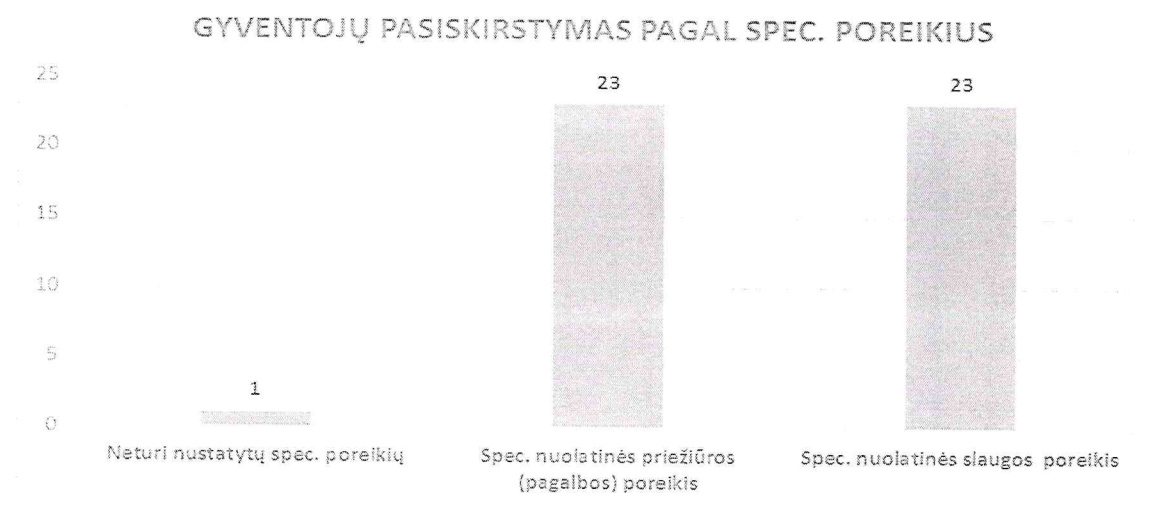 GYVENTOJŲ PASISKIRSTYMAS PAGAL SPEC. POREIKIUS
25
20
15
10
5
0
1
23
23
Neturi nustatytų spec. poreikių
Spec. nuolatinės priežiūros
(pagalbos) poreikis
Spec. nuolatinės slaugos poreikis